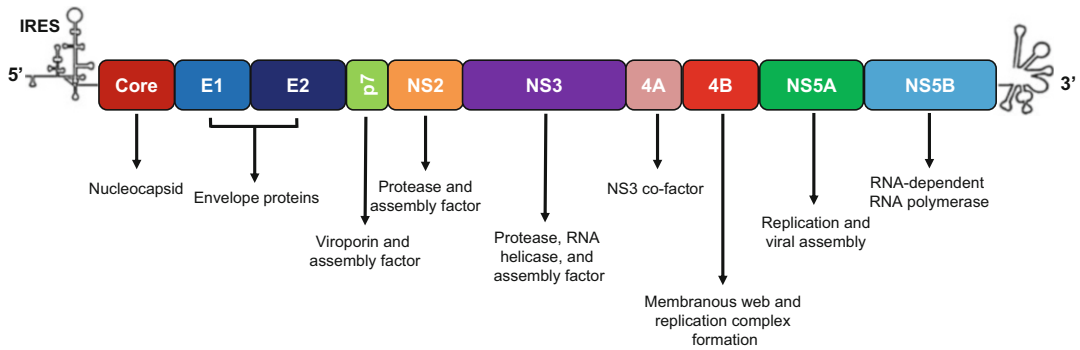 IRES
5'
Core
E1
E2
p7
NS2
NS3
4A
4B
NS5A
NS5B
3'
Nucleocapsid
Envelope proteins
Viroporin and
assembly factor
Protease and
assembly factor
Protease, RNA
helicase, and
assembly factor
NS3 co-factor
Membranous web and
replication complex
formation
Replication and
viral assembly
RNA-dependent
RNA polymerase